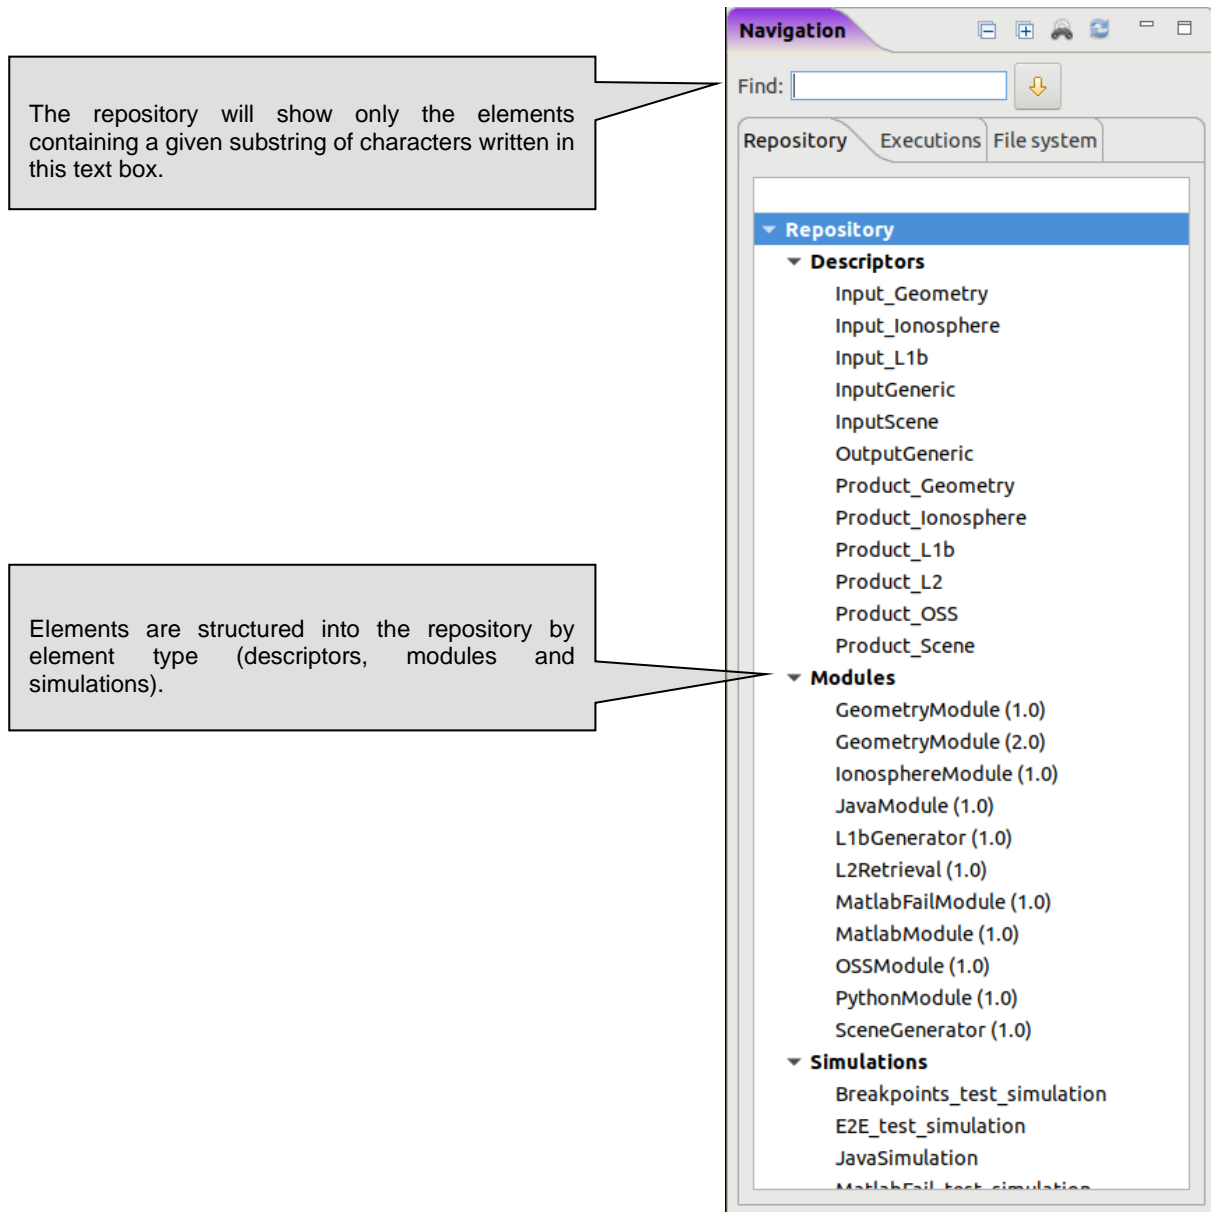 Navigation
Find:
Repository Executions File system
The repository will show only the elements
containing a given substring of characters written in
this text box.
Repository
Descriptors
Input_Geometry
Input_Ionosphere
Input_L1b
InputGeneric
InputScene
OutputGeneric
Product_Geometry
Product_Ionosphere
Product_L1b
Product_L2
Product_OSS
Product_Scene
Elements are structured into the repository by
element type (descriptors, modules and
simulations).
Modules
GeometryModule (1.0)
GeometryModule (2.0)
IonosphereModule (1.0)
JavaModule (1.0)
L1bGenerator (1.0)
L2Retrieval (1.0)
MatlabFailModule (1.0)
MatlabModule (1.0)
OSSModule (1.0)
PythonModule (1.0)
SceneGenerator (1.0)
Simulations
Breakpoints_test_simulation
E2E_test_simulation
JavaSimulation
MatlabFail_test_simulation